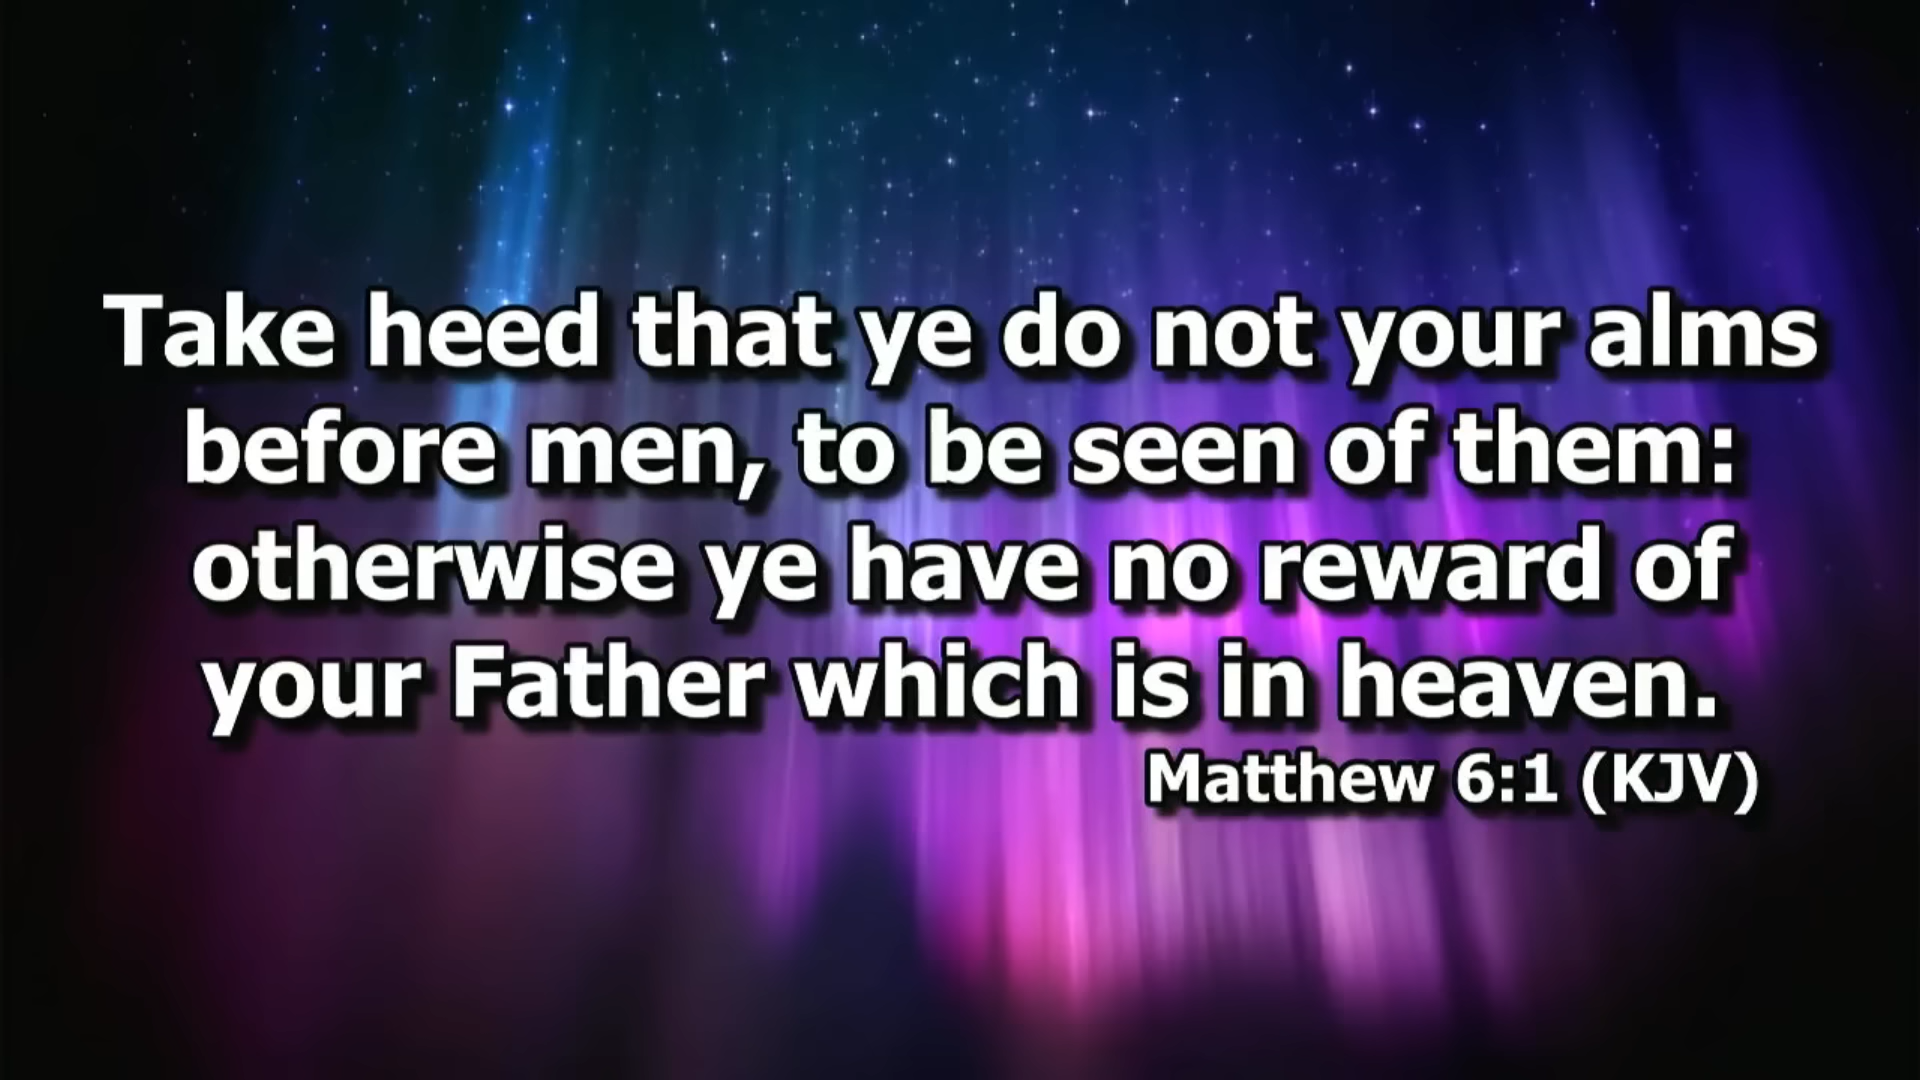 Take heed that ye do not your alms
before men, to be seen of them:
otherwise ye have no reward of
your Father which is in heaven.
Matthew 6:1 (KJV)